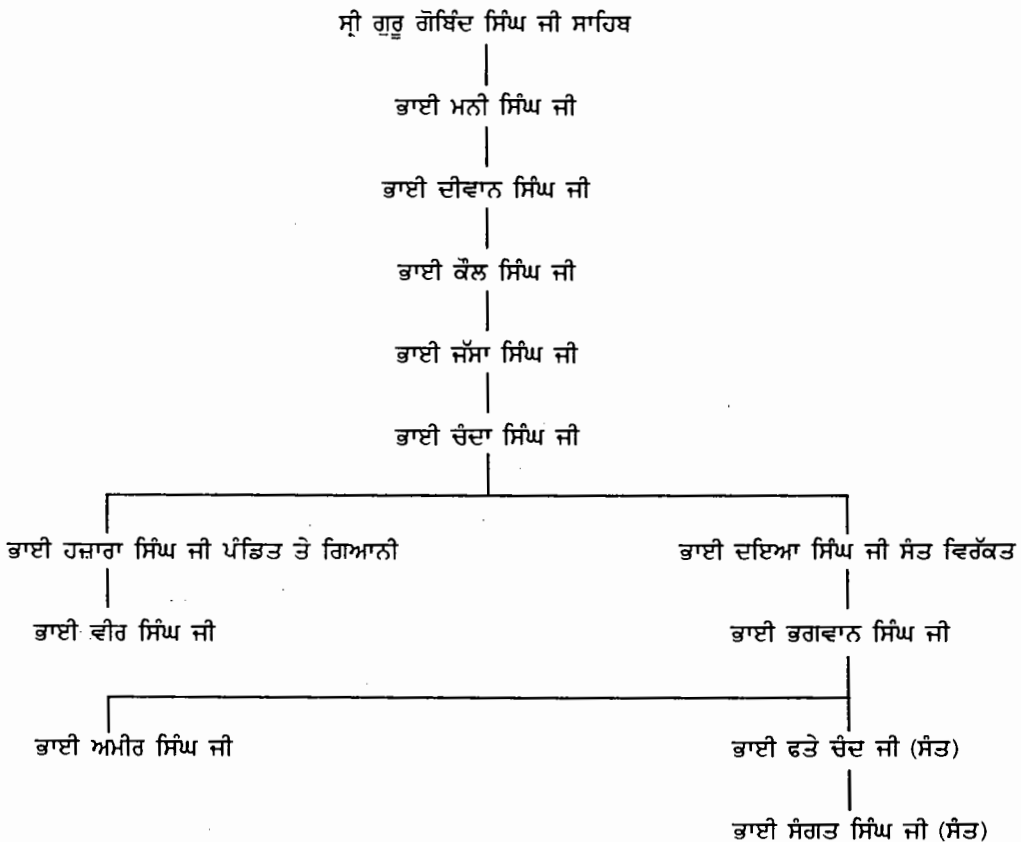 ਸ੍ਰੀ ਗੁਰੂ ਗੋਬਿੰਦ ਸਿੰਘ ਜੀ ਸਾਹਿਬ
ਭਾਈ ਮਨੀ ਸਿੰਘ ਜੀ
ਭਾਈ ਦੀਵਾਨ ਸਿੰਘ ਜੀ
ਭਾਈ ਕੌਲ ਸਿੰਘ ਜੀ
ਭਾਈ ਜੱਸਾ ਸਿੰਘ ਜੀ
ਭਾਈ ਚੰਦਾ ਸਿੰਘ ਜੀ
ਭਾਈ ਹਜ਼ਾਰਾ ਸਿੰਘ ਜੀ ਪੰਡਿਤ ਤੇ ਗਿਆਨੀ
ਭਾਈ ਦਇਆ ਸਿੰਘ ਜੀ ਸੰਤ ਵਿਰੱਕਤ
ਭਾਈ ਵੀਰ ਸਿੰਘ ਜੀ
ਭਾਈ ਭਗਵਾਨ ਸਿੰਘ ਜੀ
ਭਾਈ ਅਮੀਰ ਸਿੰਘ ਜੀ
ਭਾਈ ਫਤੇ ਚੰਦ ਜੀ (ਸੰਤ)
ਭਾਈ ਸੰਗਤ ਸਿੰਘ ਜੀ (ਸੰਤ)